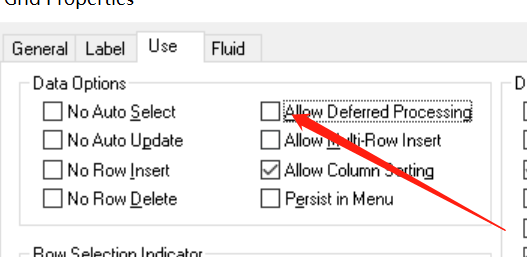 Grid Properties
General Label Use Fluid
Data Options
No Auto Select
Allow Deferred Processing
No Auto Update
Allow Multi-Row Insert
No Row Insert
Allow Column Sorting
No Row Delete
Persist in Menu
Row Selection Indicator
D